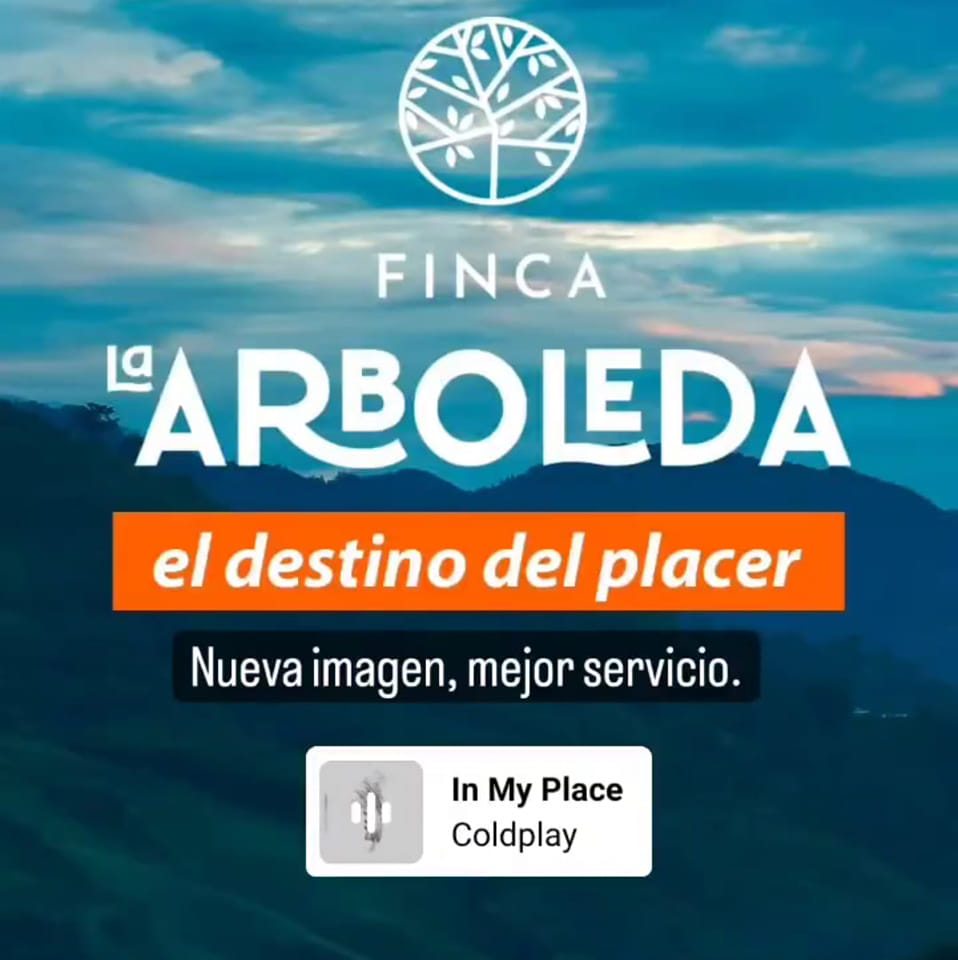 FINCA
La ARBOLEDA
el destino del placer
Nueva imagen, mejor servicio.
In My Place
Coldplay